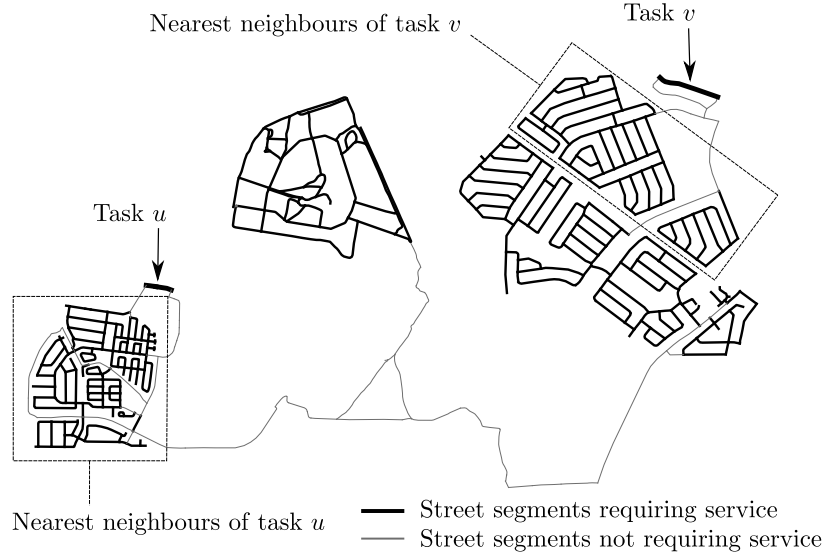 Nearest neighbours of task v
Task v
Task u
Nearest neighbours of task u
Street segments requiring service
Street segments not requiring service